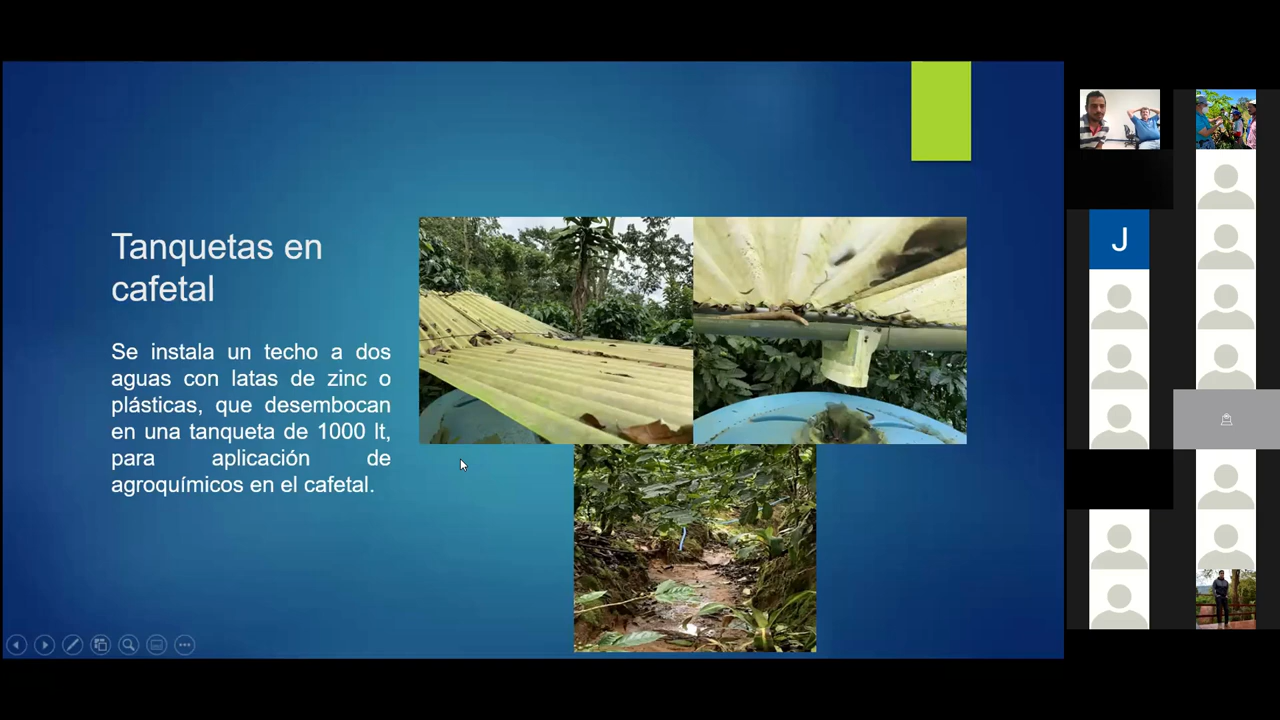 Tanquetas en
cafetal
Se instala un techo a dos
aguas con latas de zinc o
plásticas, que desembocan
en una tanqueta de 1000 lt,
para aplicación de
agroquímicos en el cafetal.
J